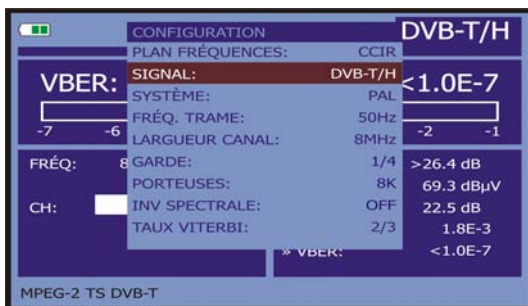 CONFIGURATION
DVB-T/H
PLAN FRÉQUENCES: CCIR
VBER:
SIGNAL: DVB-T/H
<1.0E-7
SYSTÈME: PAL
FRÉQ. TRAME: 50Hz
-7 -6 -2 -1
LARGUEUR CANAL: 8MHz
FRÉQ: 8
GARDE: 1/4
>26.4 dB
PORTEUSES: 8K
69.3 dBµV
CH:
INV SPECTRALE: OFF
22.5 dB
TAUX VITERBI: 2/3
1.8E-3
» VBER: <1.0E-7
MPEG-2 TS DVB-T